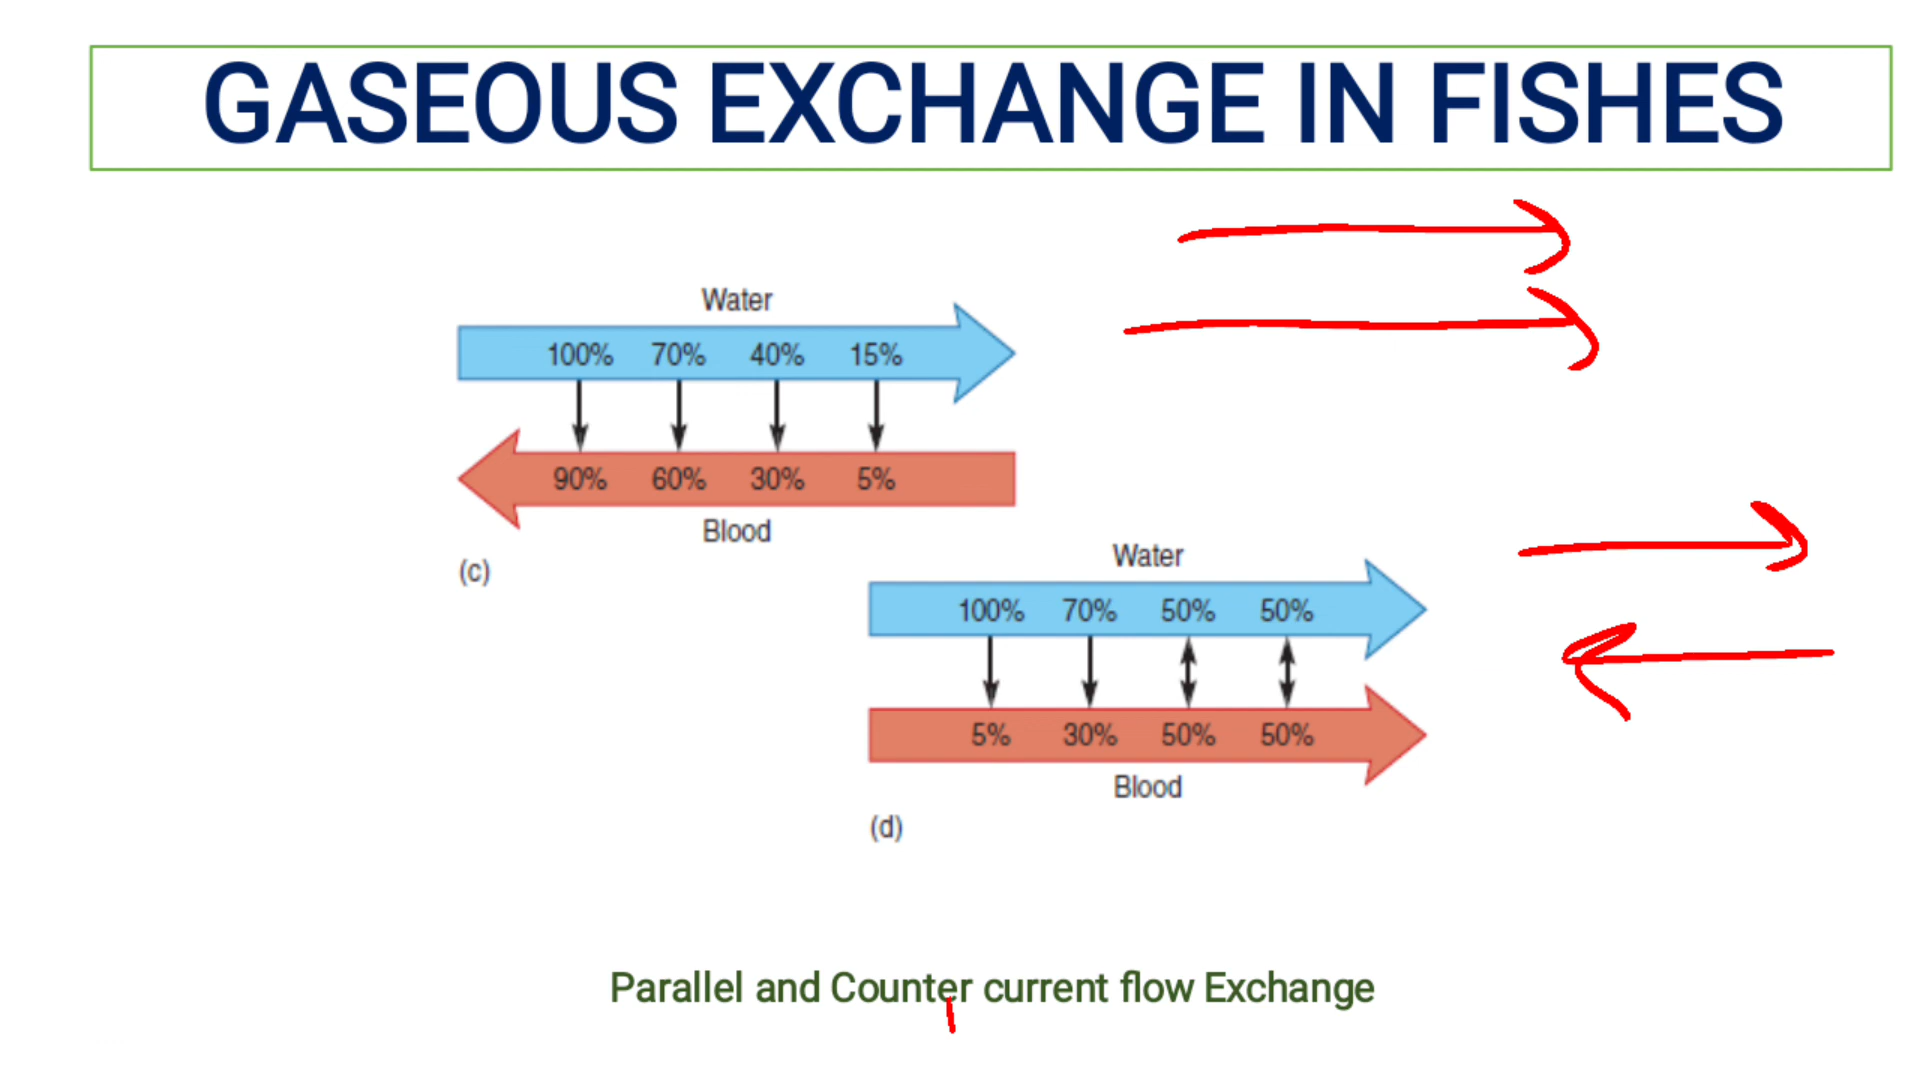 GASEOUS EXCHANGE IN FISHES
Water
100% 70% 40% 15%
90% 60% 30% 5%
Blood
(c)
Water
100% 70% 50% 50%
5% 30% 50% 50%
Blood
(d)
Parallel and Counter current flow Exchange